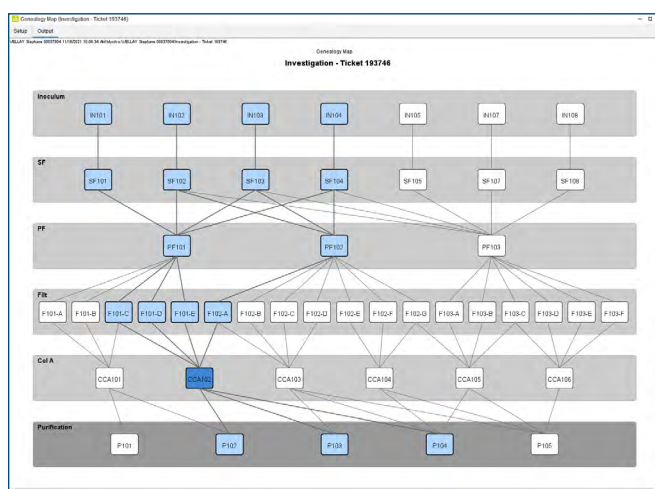 Genealogy Map (Investigation - Ticket 193746)
Setup Output
Genealogy Map
Investigation - Ticket 193746
Inoculum
IN101 IN102 IN103 IN104 IN105 IN107 IN108
SF
SF101 SF102 SF103 SF104 SF105 SF107 SF108
PF
PF101 PF102 PF103
Filt
F101-A F101-B F101-C F101-D F101-E F102-A F102-B F102-C F102-D F102-E F102-F F102-G F103-A F103-B F103-C F103-D F103-E F103-F
Col A
CCA101 CCA102 CCA103 CCA104 CCA105 CCA106
Purification
P101 P102 P103 P104 P105